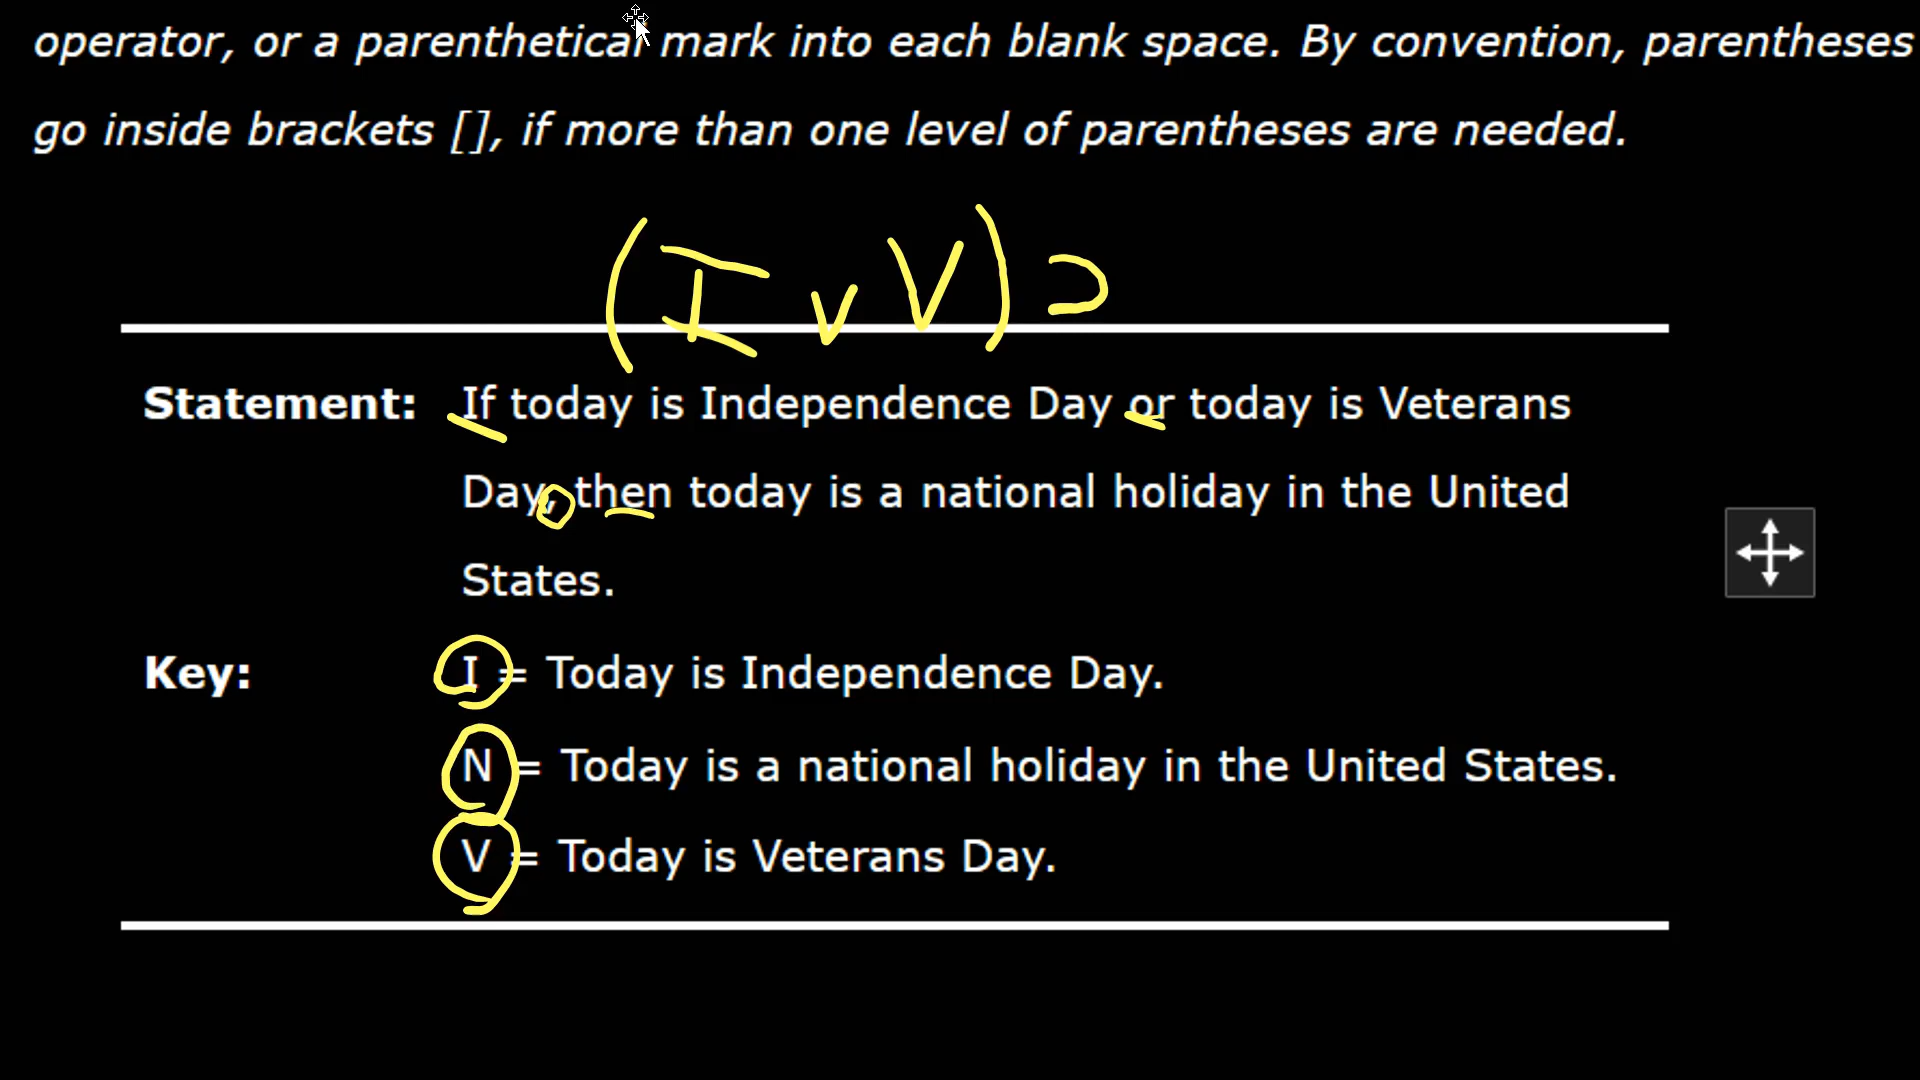 operator, or a parenthetical mark into each blank space. By convention, parentheses
go inside brackets [], if more than one level of parentheses are needed.
(I v V) ⊃
Statement: If today is Independence Day or today is Veterans
Day, then today is a national holiday in the United
States.
Key: I = Today is Independence Day.
N = Today is a national holiday in the United States.
V = Today is Veterans Day.